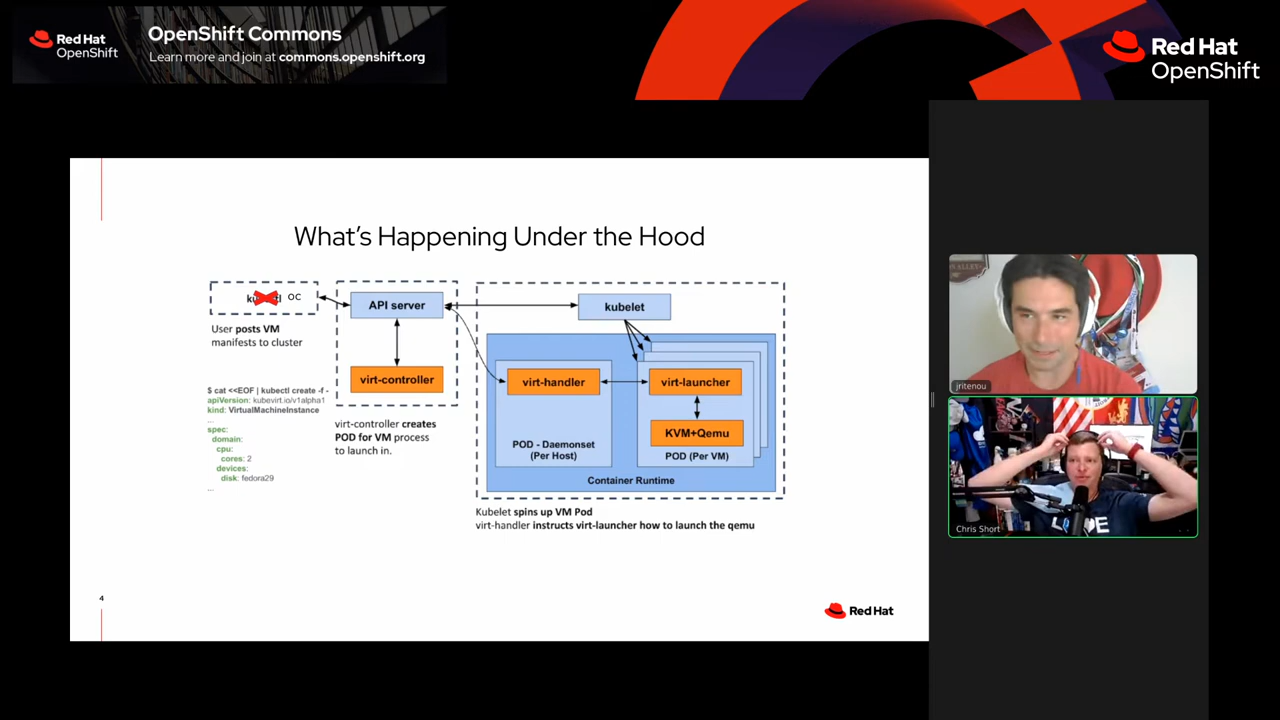 Red Hat
OpenShift
OpenShift Commons
Learn more and join at commons.openshift.org
Red Hat
OpenShift
What's Happening Under the Hood
oc
User posts VM
manifests to cluster
$ cat <<EOF | kubectl create -f -
apiVersion: kubevirt.io/v1alpha1
kind: VirtualMachineInstance
...
spec:
domain:
cpu:
cores: 2
devices:
disk: fedora29
...
API server
virt-controller
virt-controller creates
POD for VM process
to launch in.
kubelet
virt-handler
virt-launcher
KVM+Qemu
POD - Daemonset
(Per Host)
POD (Per VM)
Container Runtime
Kubelet spins up VM Pod
virt-handler instructs virt-launcher how to launch the qemu
4
Red Hat
jritenou
Chris Short